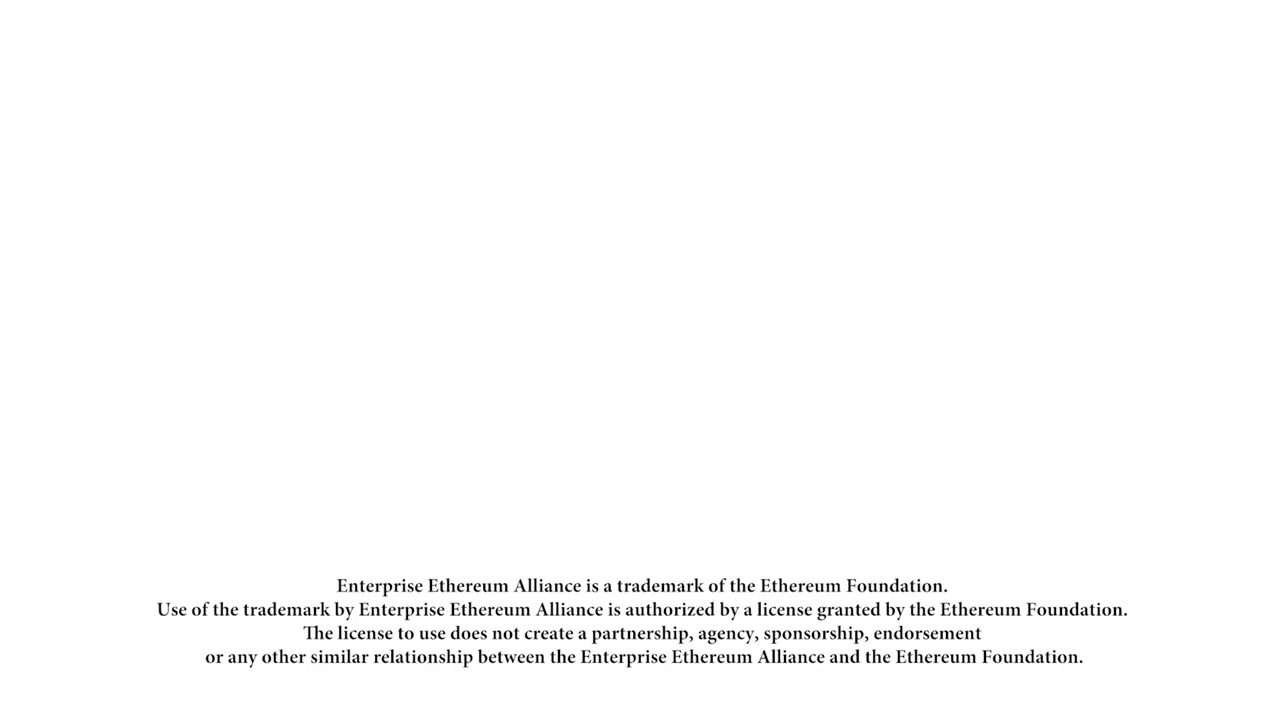 Enterprise Ethereum Alliance is a trademark of the Ethereum Foundation.
Use of the trademark by Enterprise Ethereum Alliance is authorized by a license granted by the Ethereum Foundation.
The license to use does not create a partnership, agency, sponsorship, endorsement
or any other similar relationship between the Enterprise Ethereum Alliance and the Ethereum Foundation.